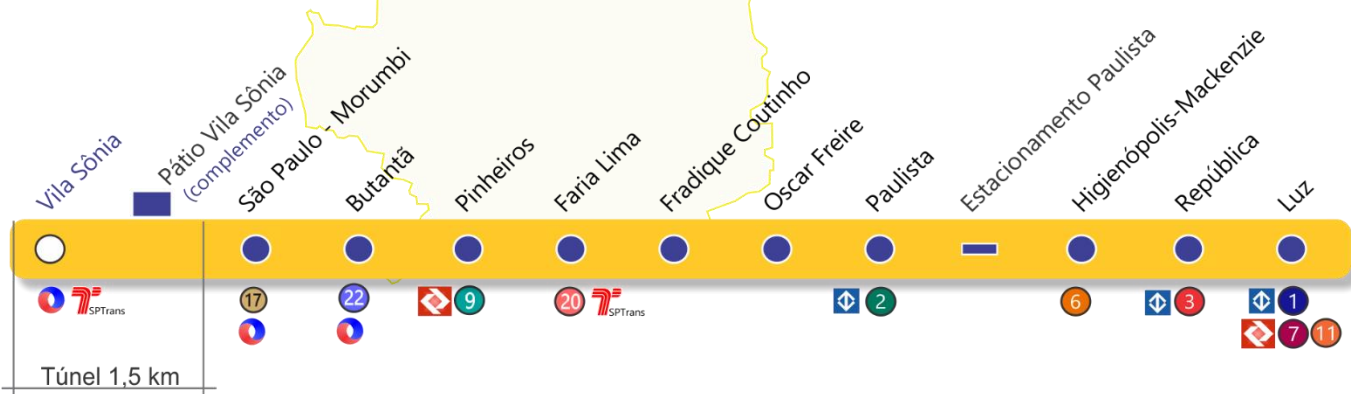 Vila Sônia
Pátio Vila Sônia
(complemento)
São Paulo - Morumbi
Butantã
Pinheiros
Faria Lima
Fradique Coutinho
Oscar Freire
Paulista
Estacionamento Paulista
Higienópolis-Mackenzie
República
Luz
SPTrans
17
22
9
20
SPTrans
2
6
3
1
7
11
Túnel 1,5 km